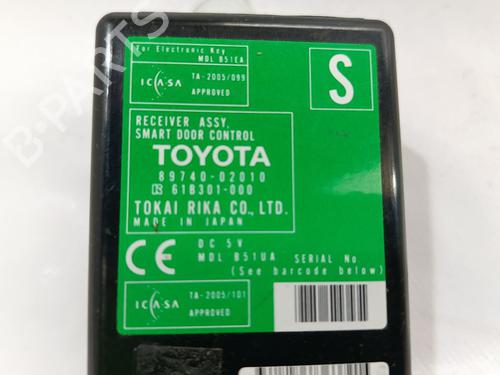 For Electronic Key
MDL B51EA
ICASA
TA-2005/099
APPROVED
S
RECEIVER ASSY,
SMART DOOR CONTROL
TOYOTA
89740-02010
61B301-000
TOKAI RIKA CO., LTD.
MADE IN JAPAN
CE
DC 5V
MDL B51UA
SERIAL No.
(See barcode below)
ICASA
TA-2005/101
APPROVED
B-PARTS